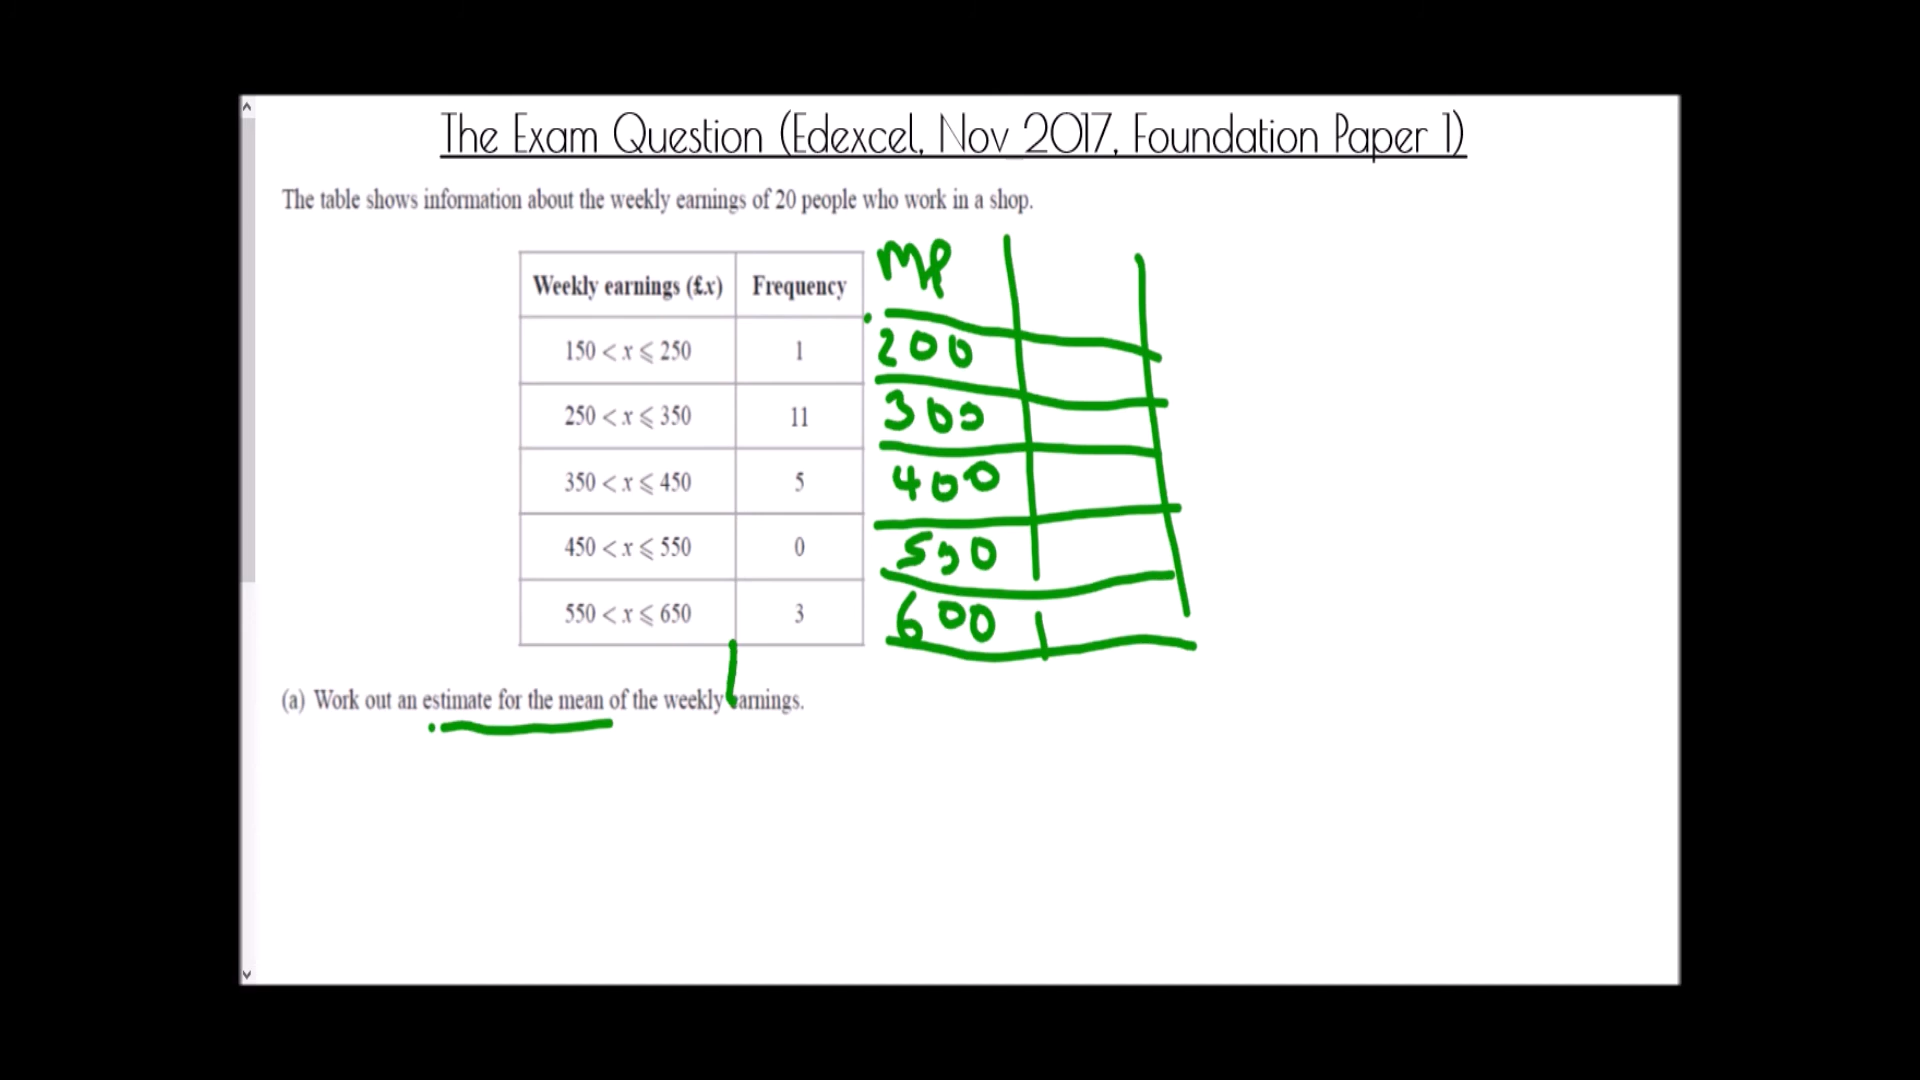 The Exam Question (Edexcel, Nov 2017, Foundation Paper 1)
The table shows information about the weekly earnings of 20 people who work in a shop.
Weekly earnings (£x) Frequency MP
150 < x ⩽ 250 1 200
250 < x ⩽ 350 11 300
350 < x ⩽ 450 5 400
450 < x ⩽ 550 0 500
550 < x ⩽ 650 3 600
(a) Work out an estimate for the mean of the weekly earnings.